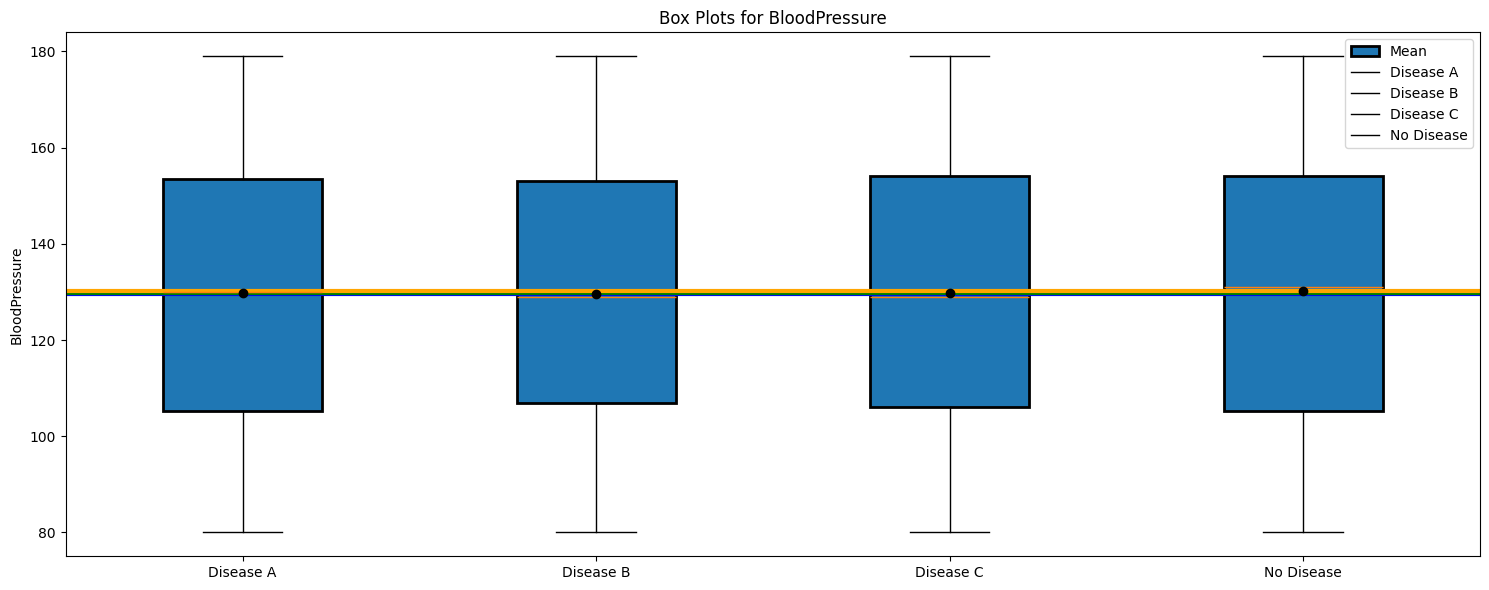 Box Plots for BloodPressure
180
160
140
120
100
80
BloodPressure
Mean
Disease A
Disease B
Disease C
No Disease
Disease A
Disease B
Disease C
No Disease